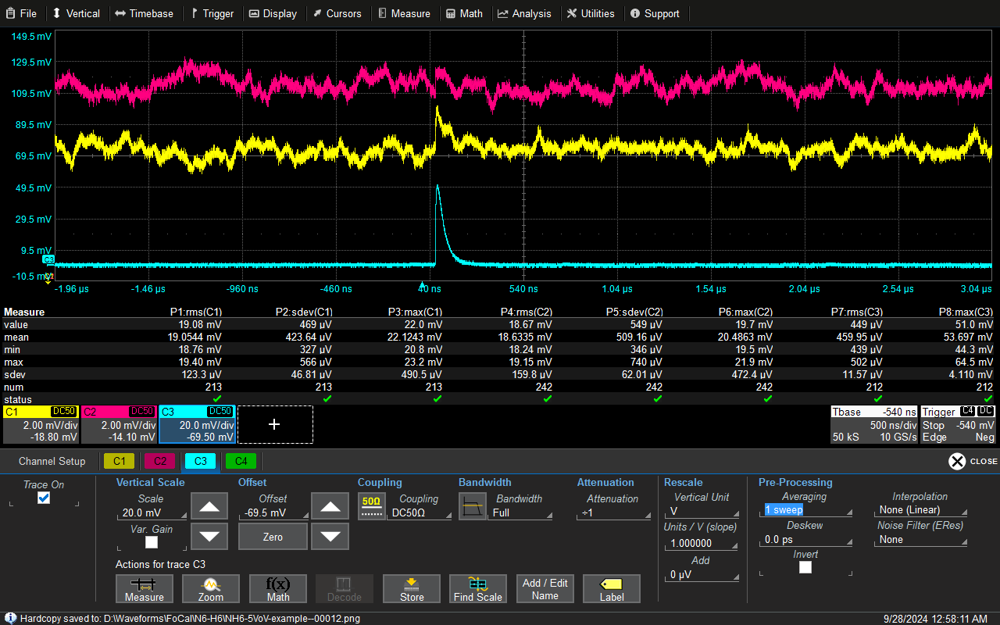 File Vertical Timebase Trigger Display Cursors Measure Math Analysis Utilities Support
149.5 mV
129.5 mV
109.5 mV
89.5 mV
69.5 mV
49.5 mV
29.5 mV
9.5 mV
C3
-10.5 mV
-1.96 µs -1.46 µs -960 ns -460 ns 40 ns 540 ns 1.04 µs 1.54 µs 2.04 µs 2.54 µs 3.04 µs
Measure P1:rms(C1) P2:sdev(C1) P3:max(C1) P4:rms(C2) P5:sdev(C2) P6:max(C2) P7:rms(C3) P8:max(C3)
value 19.08 mV 469 µV 22.0 mV 18.67 mV 549 µV 19.7 mV 449 µV 51.0 mV
mean 19.0544 mV 423.64 µV 22.1243 mV 18.6335 mV 509.16 µV 20.4863 mV 459.95 µV 53.697 mV
min 18.76 mV 327 µV 20.8 mV 18.24 mV 346 µV 19.5 mV 439 µV 44.3 mV
max 19.40 mV 566 µV 23.2 mV 19.15 mV 740 µV 21.9 mV 502 µV 64.5 mV
sdev 123.3 µV 46.81 µV 490.5 µV 159.8 µV 62.01 µV 472.4 µV 11.57 µV 4.110 mV
num 213 213 213 242 242 242 212 212
status
C1 DC50 C2 DC50 C3 DC50 Tbase -540 ns Trigger C4 DC
2.00 mV/div 2.00 mV/div 20.0 mV/div 500 ns/div Stop -540 mV
-18.80 mV -14.10 mV -69.50 mV 50 kS 10 GS/s Edge Neg
Channel Setup C1 C2 C3 C4 CLOSE
Trace On
Vertical Scale Offset Coupling Bandwidth Attenuation Rescale Pre-Processing
Scale Offset 50Ω Coupling Bandwidth Attenuation Vertical Unit Averaging Interpolation
20.0 mV -69.5 mV DC50Ω Full ÷1 V 1 sweep None (Linear)
Var. Gain Zero Units / V (slope) Deskew Noise Filter (ERes)
1.000000 0.0 ps None
Add Invert
0 µV
Actions for trace C3
Measure Zoom f(x) Math Decode Store Find Scale Add / Edit Name Label
Hardcopy saved to: D:\Waveforms\FoCal\N6-H6\NH6-5VoV-example--00012.png 9/28/2024 12:58:11 AM